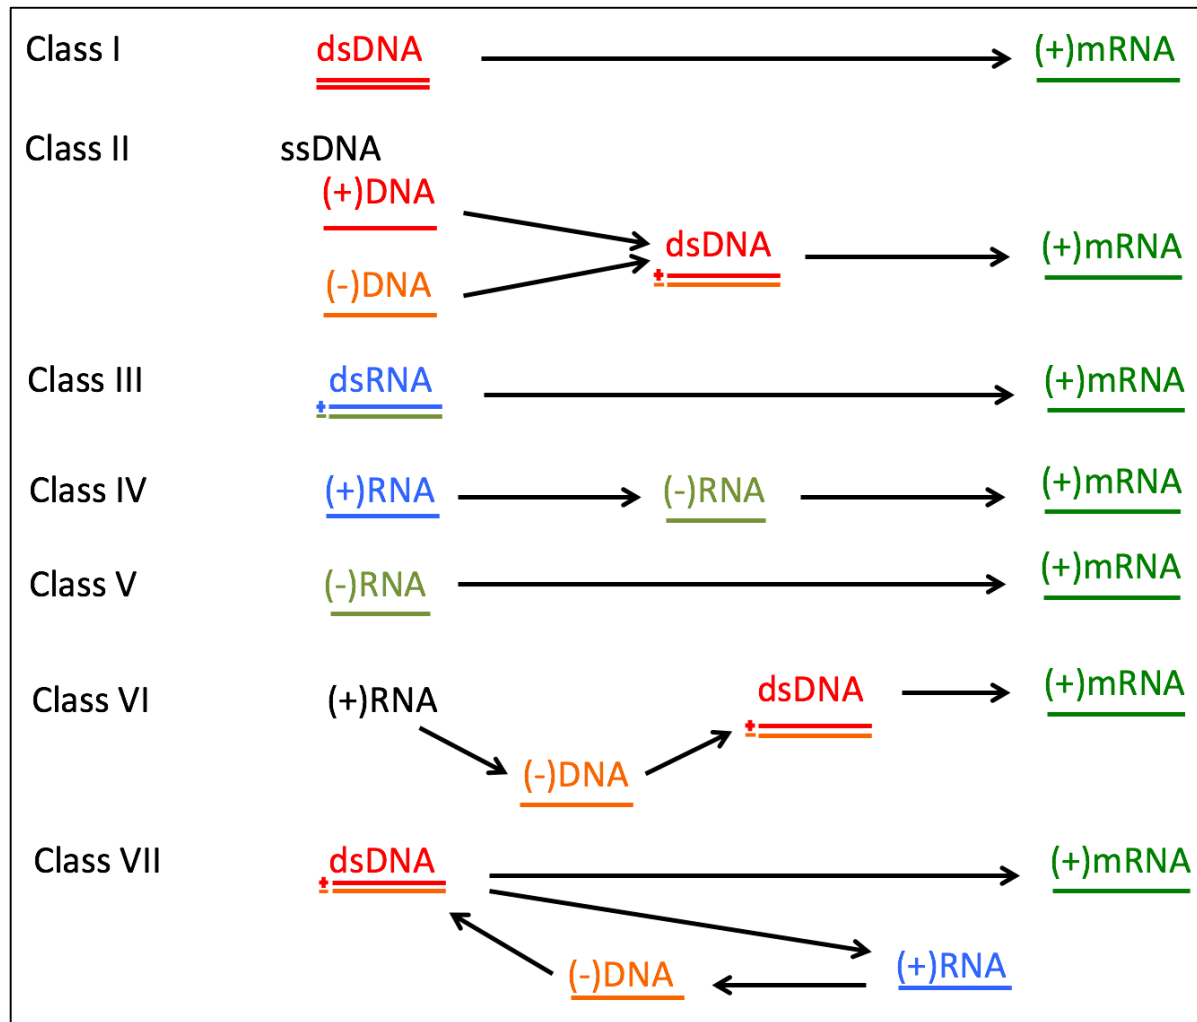 Class I dsDNA (+)mRNA
Class II ssDNA
(+)DNA
dsDNA (+)mRNA
(-)DNA
Class III dsRNA (+)mRNA
Class IV (+)RNA (-)RNA (+)mRNA
Class V (-)RNA (+)mRNA
Class VI (+)RNA dsDNA (+)mRNA
(-)DNA
Class VII dsDNA (+)mRNA
(-)DNA (+)RNA